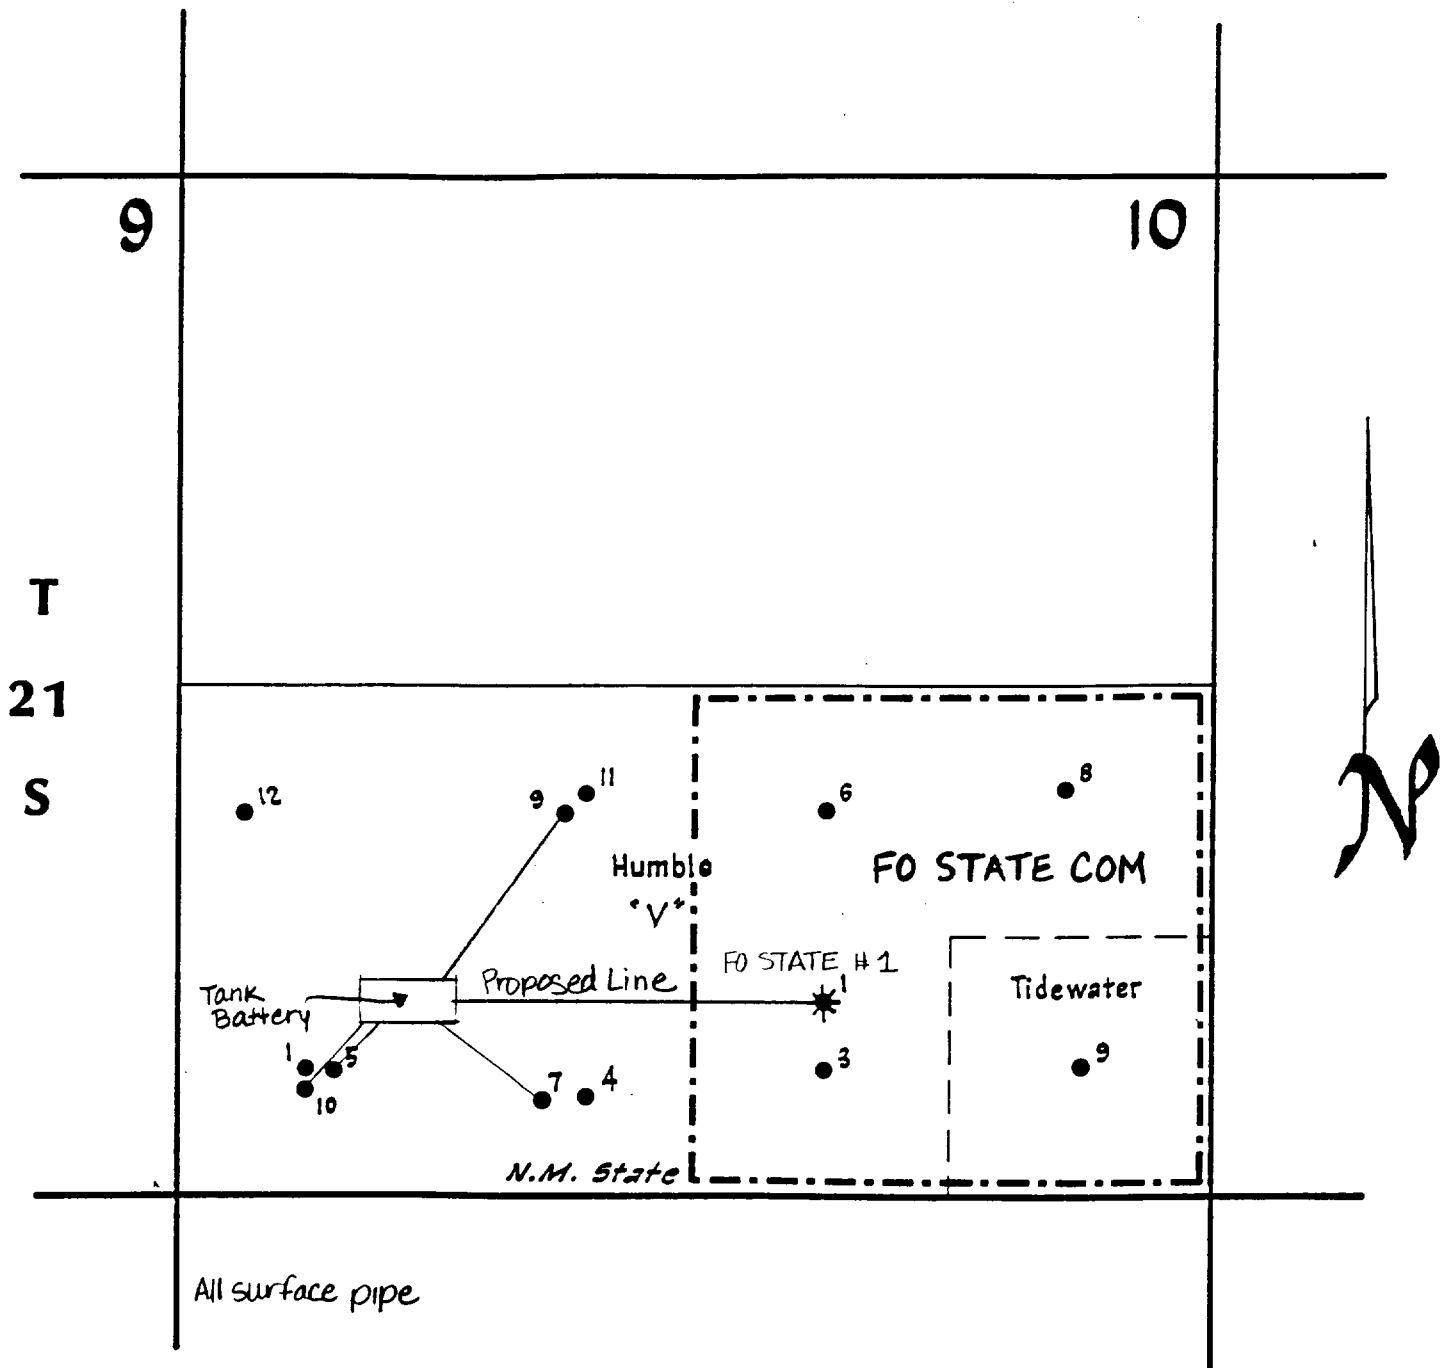 9
10
T
21
S
12
9
11
6
8
Humble
"V"
FO STATE COM
FO STATE #1
1
Proposed Line
Tank
Battery
Tidewater
1
5
10
7
4
3
9
N.M. State
All surface pipe
N